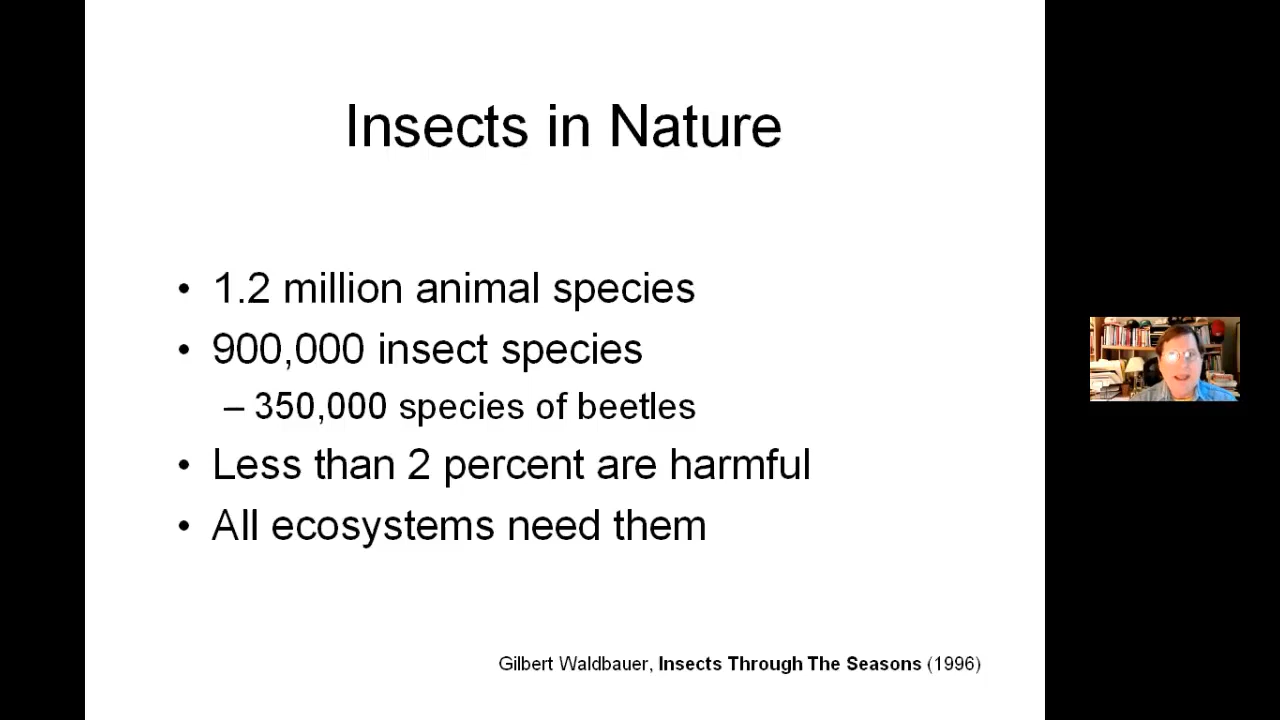 Insects in Nature
• 1.2 million animal species
• 900,000 insect species
– 350,000 species of beetles
• Less than 2 percent are harmful
• All ecosystems need them
Gilbert Waldbauer, Insects Through The Seasons (1996)